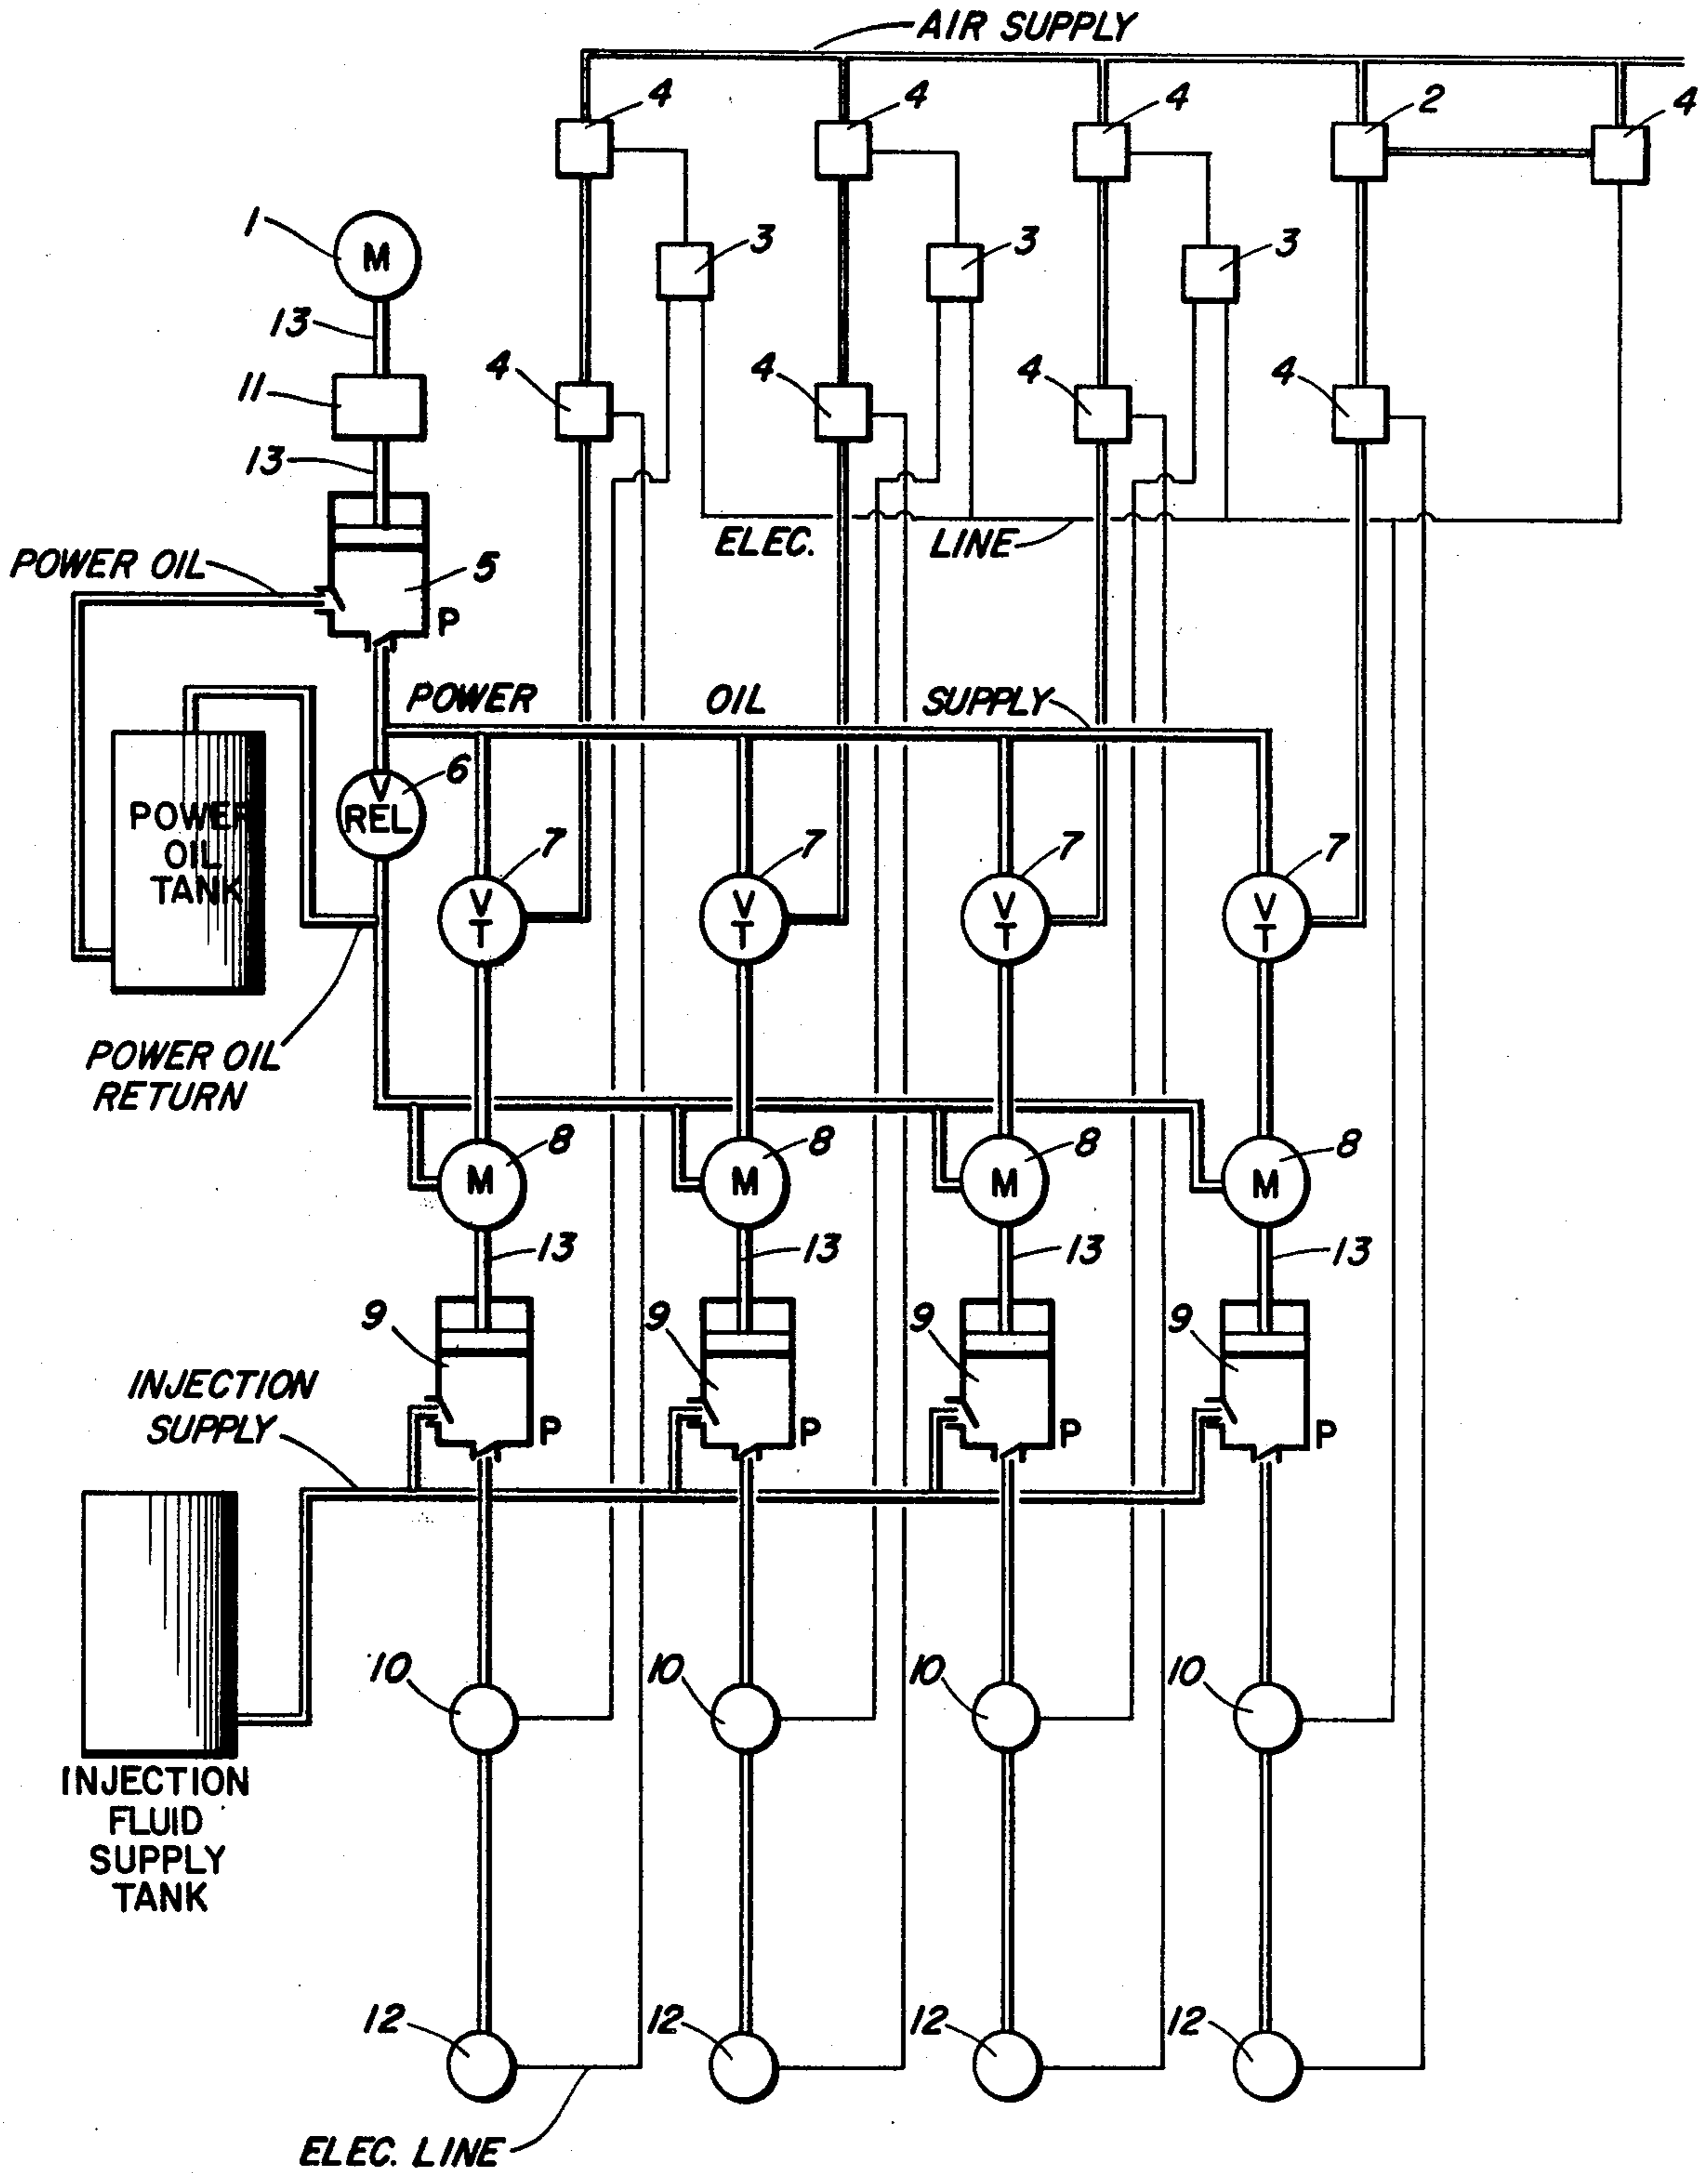 AIR SUPPLY
4 4 4 2 4
1 M 3 3 3
13
11 4 4 4 4
13
ELEC. LINE
POWER OIL 5
P
POWER OIL SUPPLY
6
V
REL
POWER
OIL
TANK
7 7 7 7
V V V V
T T T T
POWER OIL
RETURN
8 8 8 8
M M M M
13 13 13 13
9 9 9 9
INJECTION
SUPPLY
P P P P
10 10 10 10
INJECTION
FLUID
SUPPLY
TANK
12 12 12 12
ELEC. LINE